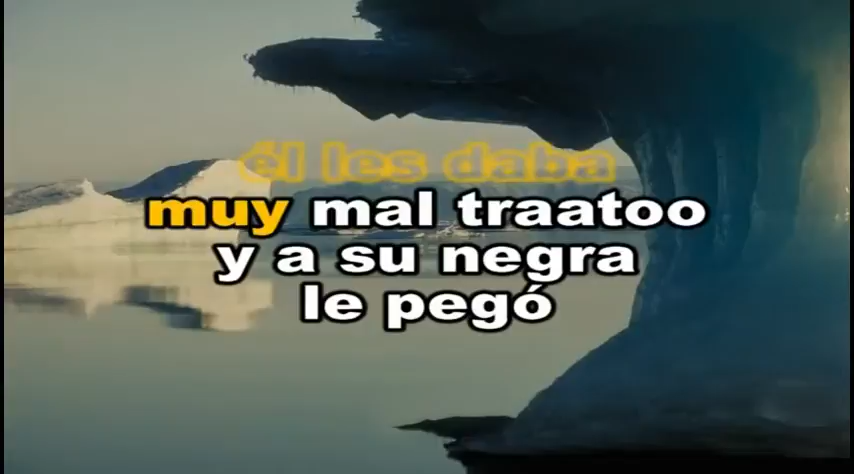 él les daba
muy mal traatoo
y a su negra
le pegó